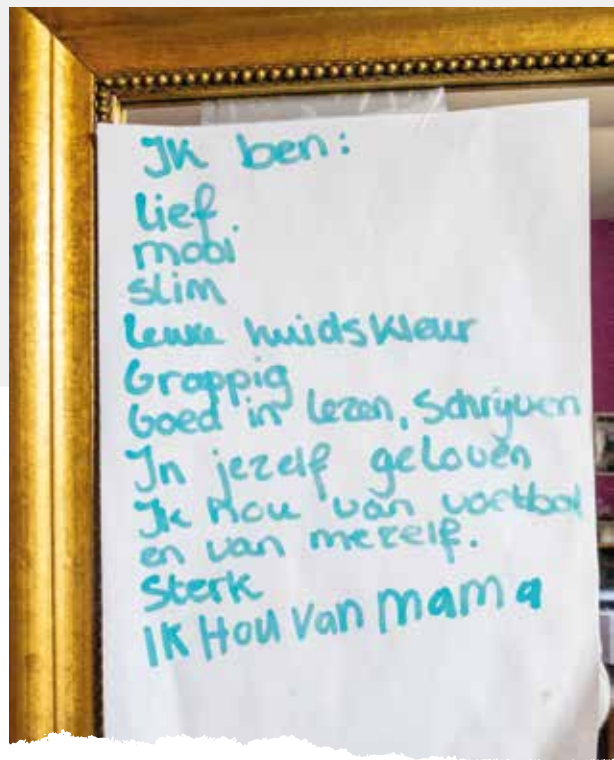 Ik ben:
lief
mooi
slim
leuke huidskleur
Grappig
Goed in lezen, Schrijven
In jezelf geloven
Ik hou van voetbal
en van mezelf.
Sterk
IK HOU VAN mama